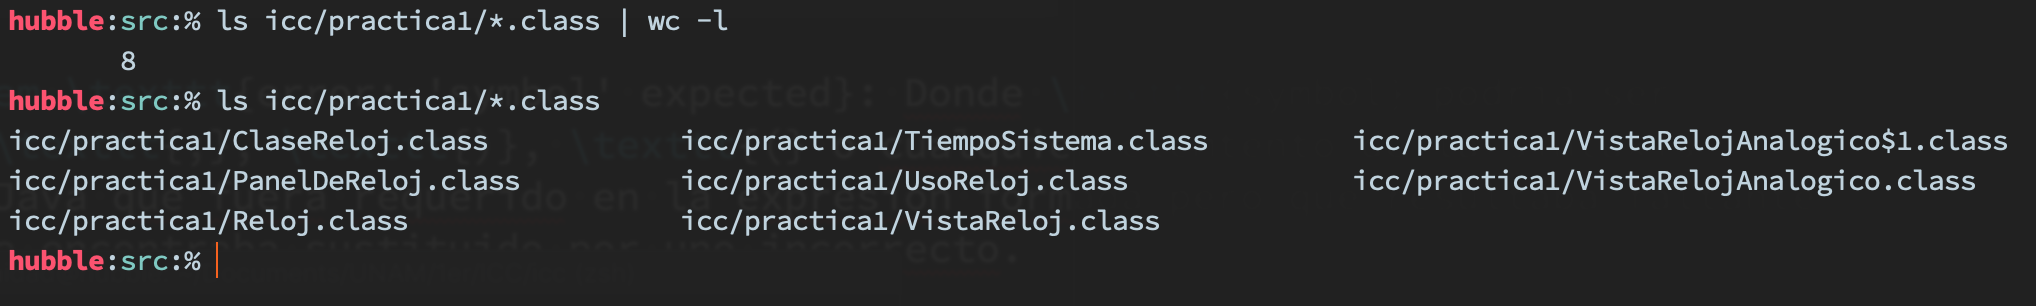 hubble:src:% ls icc/practica1/*.class | wc -l
8
hubble:src:% ls icc/practica1/*.class
icc/practica1/ClaseReloj.class icc/practica1/TiempoSistema.class icc/practica1/VistaRelojAnalogico$1.class
icc/practica1/PanelDeReloj.class icc/practica1/UsoReloj.class icc/practica1/VistaRelojAnalogico.class
icc/practica1/Reloj.class icc/practica1/VistaReloj.class
hubble:src:%
expected}: Donde \